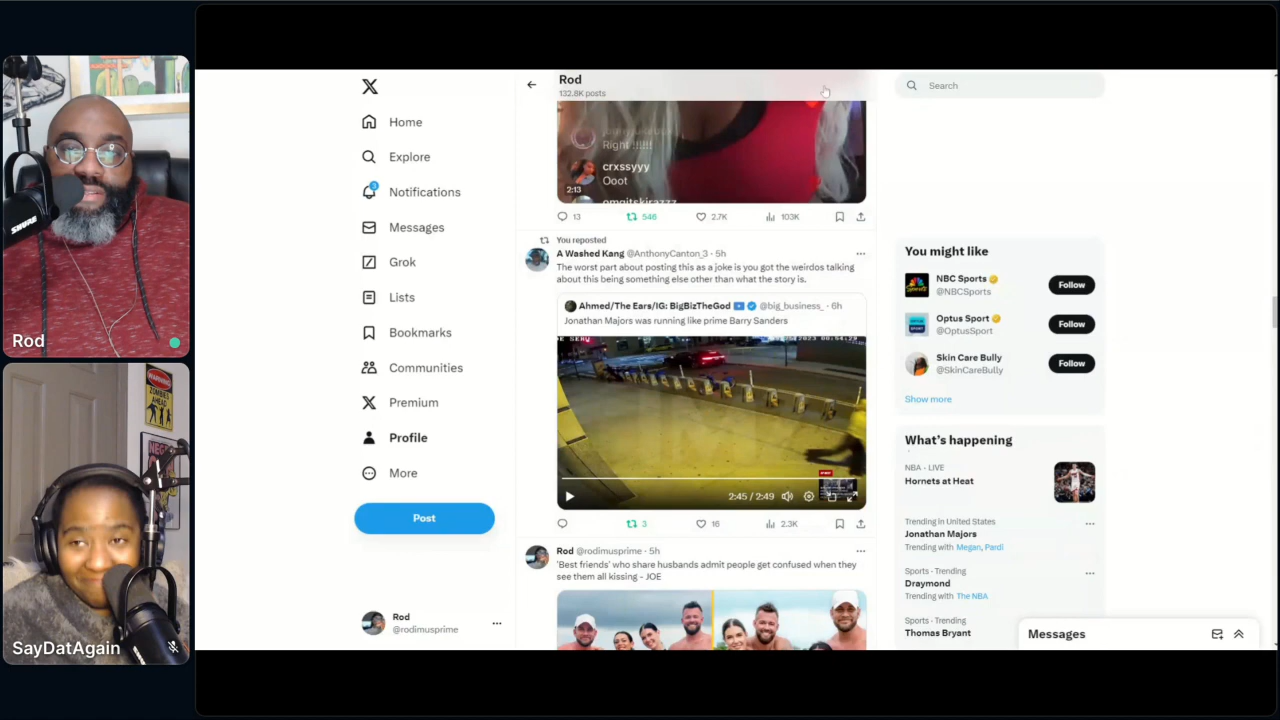 Rod
SayDatAgain
SHURE
WARNING
ZOMBIES
AHEAD
Home
Explore
3
Notifications
Messages
Grok
Lists
Bookmarks
Communities
Premium
Profile
More
Post
Rod
@rodimusprime
Rod
132.8K posts
Right !!!!!!
crxssyyy
Ooot
omgitskirazzz
2:13
13
546
2.7K
103K
You reposted
A Washed Kang @AnthonyCanton_3 · 5h
The worst part about posting this as a joke is you got the weirdos talking
about this being something else other than what the story is.
Ahmed/The Ears/IG: BigBizTheGod @big_business_ · 6h
Jonathan Majors was running like prime Barry Sanders
2:45 / 2:49
3
16
2.3K
Rod @rodimusprime · 5h
'Best friends' who share husbands admit people get confused when they
see them all kissing - JOE
Search
You might like
NBC Sports
@NBCSports
Follow
Optus Sport
@OptusSport
Follow
Skin Care Bully
@SkinCareBully
Follow
Show more
What's happening
NBA · LIVE
Hornets at Heat
Trending in United States
Jonathan Majors
Trending with Megan, Pardi
Sports · Trending
Draymond
Trending with The NBA
Sports · Trending
Thomas Bryant
Messages